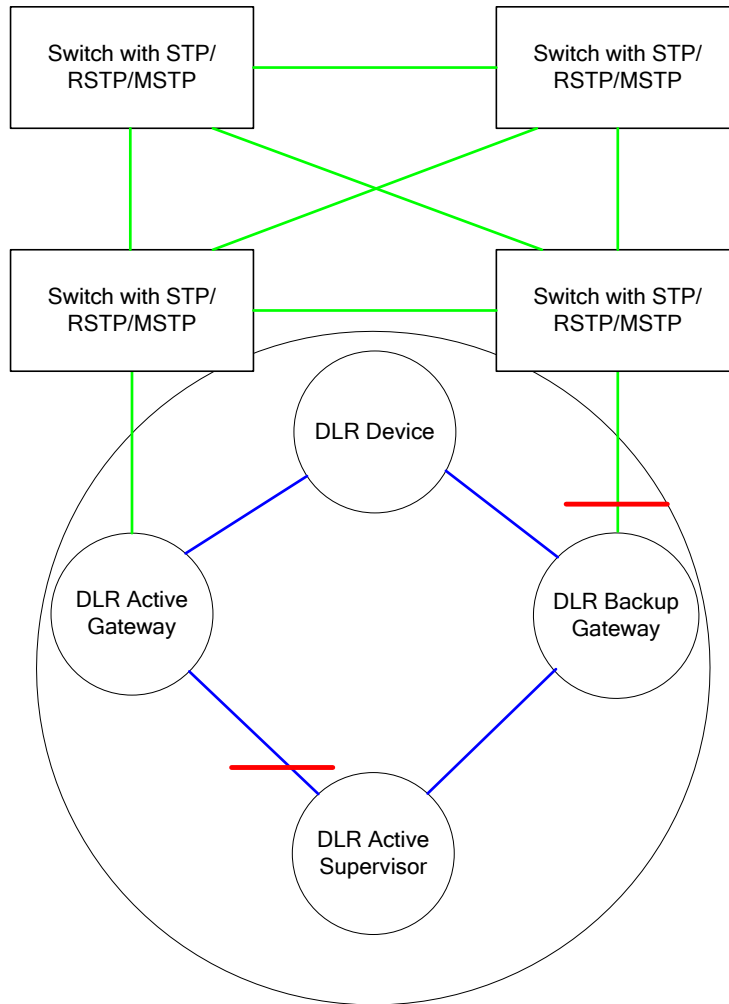 Switch with STP/
RSTP/MSTP
Switch with STP/
RSTP/MSTP
Switch with STP/
RSTP/MSTP
Switch with STP/
RSTP/MSTP
DLR Device
DLR Active
Gateway
DLR Backup
Gateway
DLR Active
Supervisor